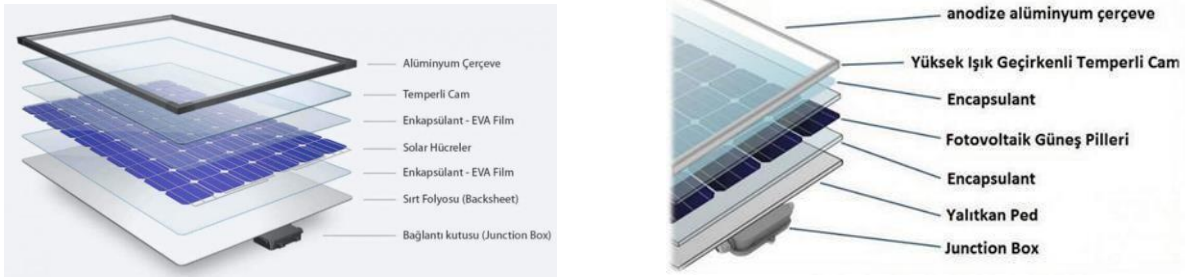 Alüminyum Çerçeve
Temperli Cam
Enkapsülant - EVA Film
Solar Hücreler
Enkapsülant - EVA Film
Sırt Folyosu (Backsheet)
Bağlantı kutusu (Junction Box)
anodize alüminyum çerçeve
Yüksek Işık Geçirkenli Temperli Cam
Encapsulant
Fotovoltaik Güneş Pilleri
Encapsulant
Yalıtkan Ped
Junction Box